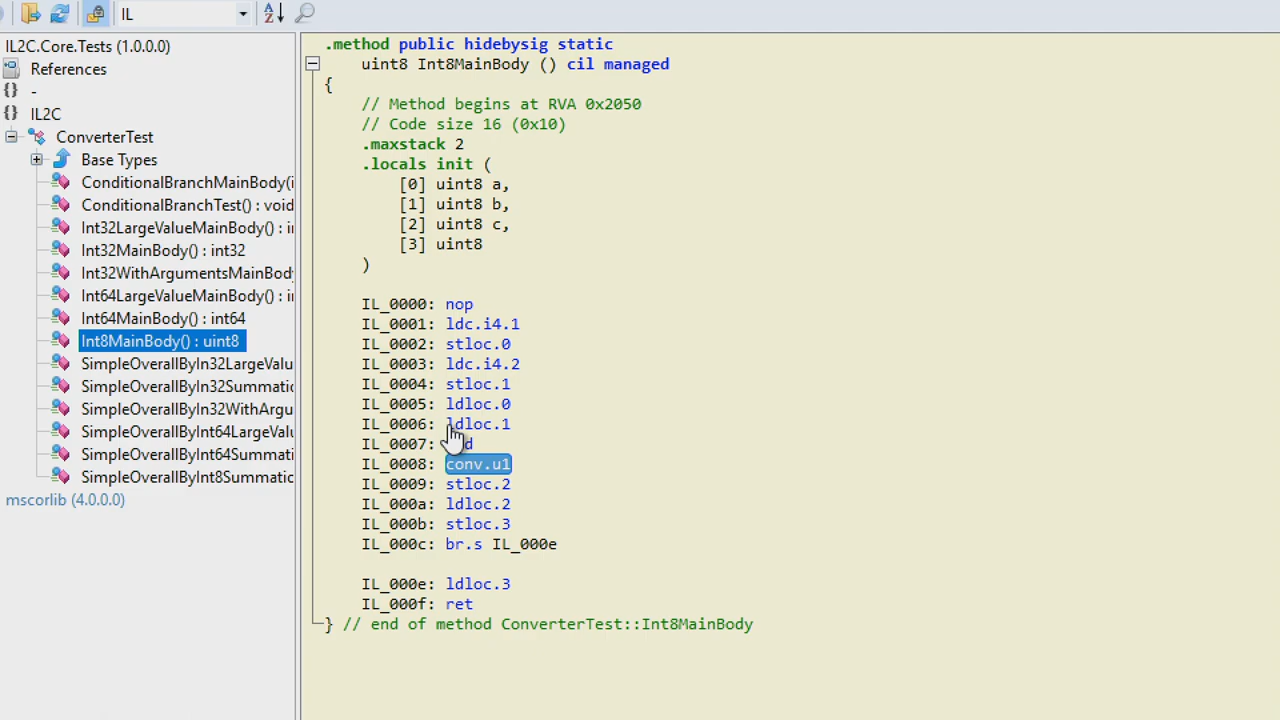 IL
IL2C.Core.Tests (1.0.0.0)
References
{} -
{} IL2C
ConverterTest
Base Types
ConditionalBranchMainBody(i
ConditionalBranchTest() : void
Int32LargeValueMainBody() : i
Int32MainBody() : int32
Int32WithArgumentsMainBod
Int64LargeValueMainBody() : i
Int64MainBody() : int64
Int8MainBody() : uint8
SimpleOverallByIn32LargeValu
SimpleOverallByIn32Summatic
SimpleOverallByIn32WithArgu
SimpleOverallByInt64LargeValu
SimpleOverallByInt64Summati
SimpleOverallByInt8Summatic
mscorlib (4.0.0.0)
.method public hidebysig static
uint8 Int8MainBody () cil managed
{
// Method begins at RVA 0x2050
// Code size 16 (0x10)
.maxstack 2
.locals init (
[0] uint8 a,
[1] uint8 b,
[2] uint8 c,
[3] uint8
)
IL_0000: nop
IL_0001: ldc.i4.1
IL_0002: stloc.0
IL_0003: ldc.i4.2
IL_0004: stloc.1
IL_0005: ldloc.0
IL_0006: ldloc.1
IL_0007:
IL_0008: conv.u1
IL_0009: stloc.2
IL_000a: ldloc.2
IL_000b: stloc.3
IL_000c: br.s IL_000e
IL_000e: ldloc.3
IL_000f: ret
} // end of method ConverterTest::Int8MainBody